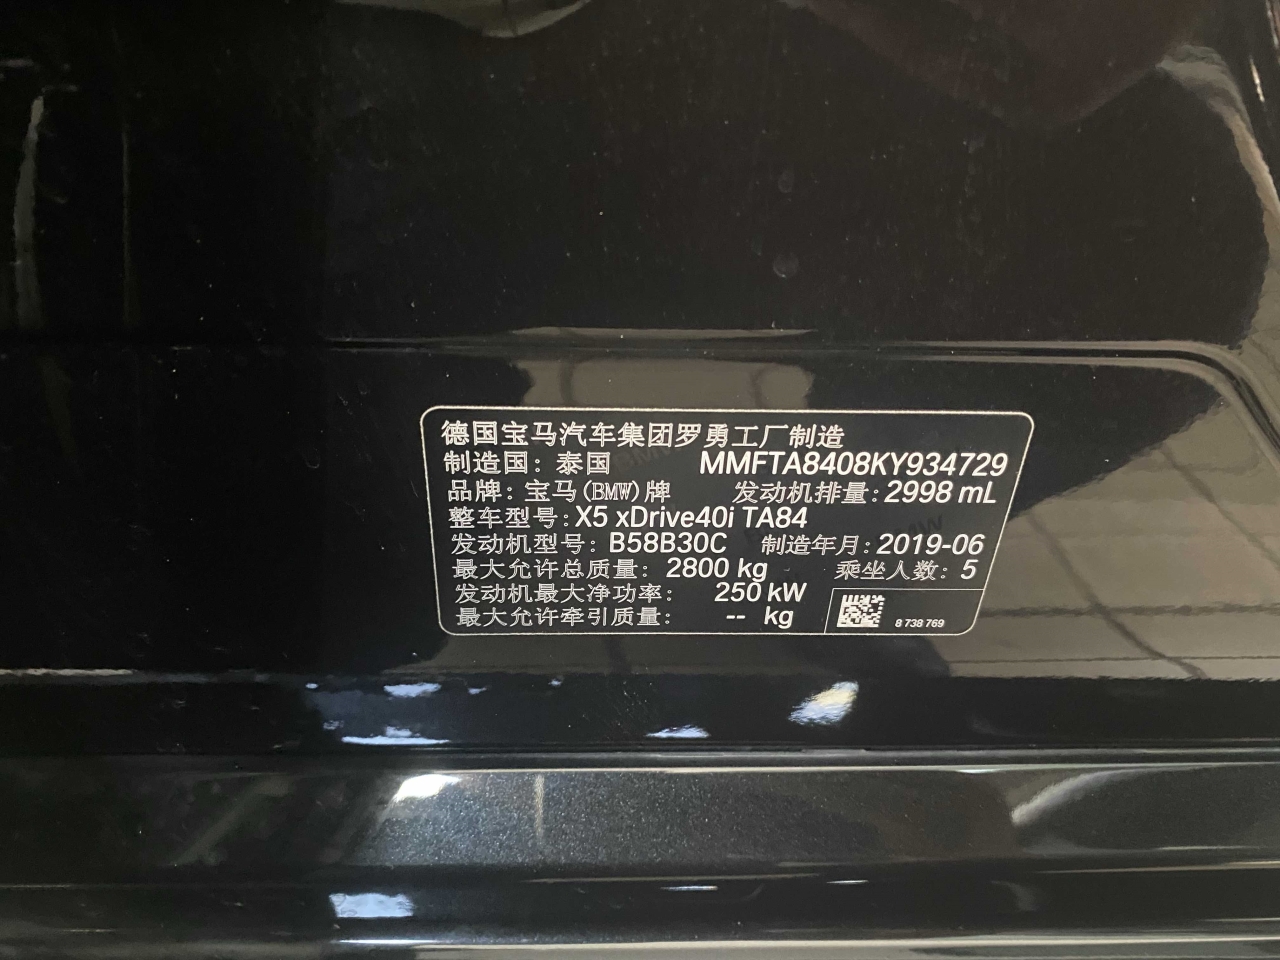 德国宝马汽车集团罗勇工厂制造
制造国：泰国 MMFTA8408KY934729
品牌：宝马(BMW)牌 发动机排量：2998 mL
整车型号：X5 xDrive40i TA84
发动机型号：B58B30C 制造年月：2019-06
最大允许总质量：2800 kg 乘坐人数：5
发动机最大净功率：250 kW
最大允许牵引质量：-- kg
8 738 769